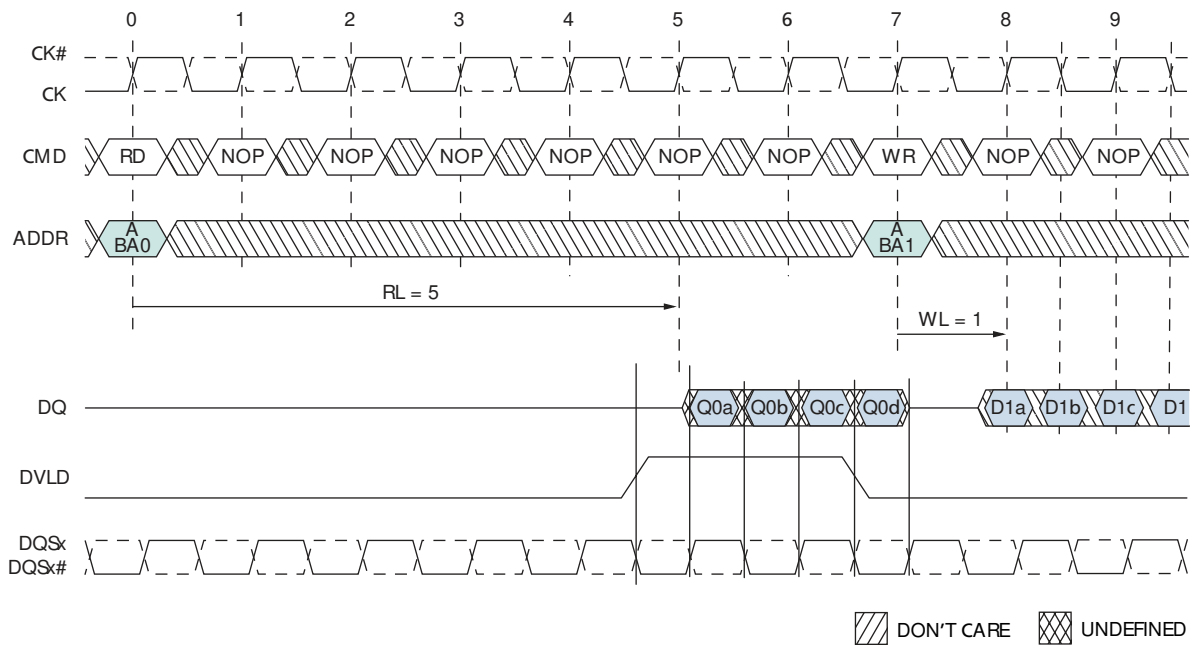 0 1 2 3 4 5 6 7 8 9
CK#
CK
CMD RD NOP NOP NOP NOP NOP NOP WR NOP NOP
ADDR A BA0 A BA1
RL = 5
WL = 1
DQ Q0a Q0b Q0c Q0d D1a D1b D1c D1
DVLD
DQSx
DQSx#
DON'T CARE UNDEFINED